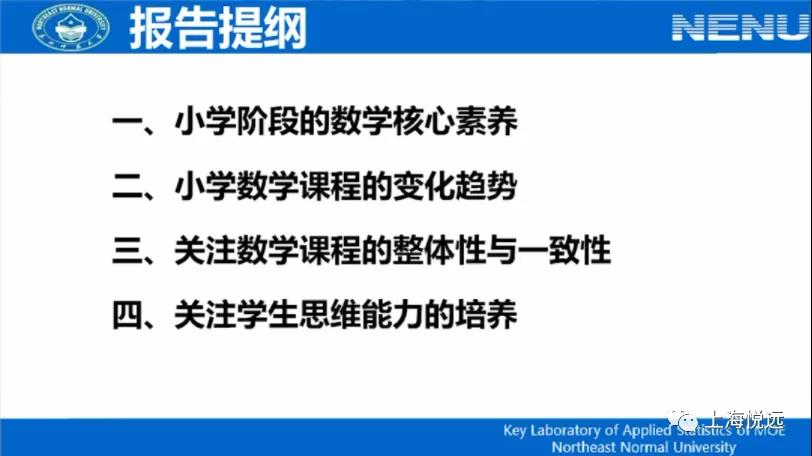 NORTHEAST NORMAL UNIVERSITY
报告提纲
NENU
一、小学阶段的数学核心素养
二、小学数学课程的变化趋势
三、关注数学课程的整体性与一致性
四、关注学生思维能力的培养
Key Laboratory of Applied Statistics of MOE
Northeast Normal University
上海悦远